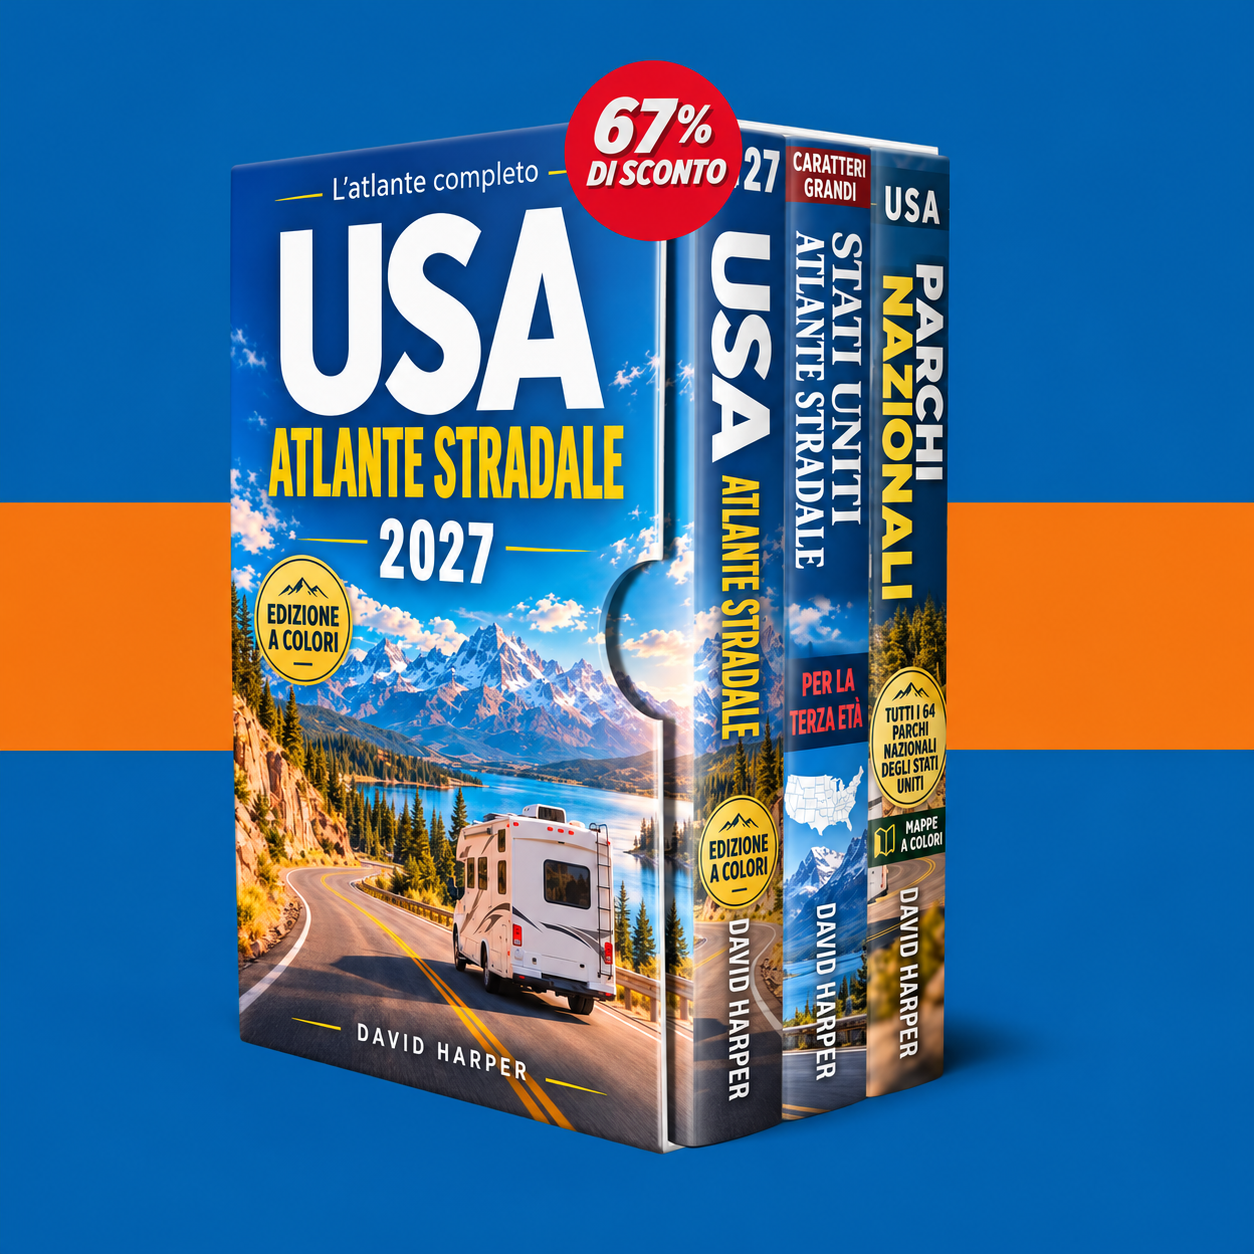 67%
DI SCONTO
L'atlante completo
USA
ATLANTE STRADALE
2027
EDIZIONE
A COLORI
DAVID HARPER
27
USA
ATLANTE STRADALE
EDIZIONE
A COLORI
DAVID HARPER
CARATTERI
GRANDI
STATI UNITI
ATLANTE STRADALE
PER LA
TERZA ETÀ
DAVID HARPER
USA
PARCHI
NAZIONALI
TUTTI I 64
PARCHI
NAZIONALI
DEGLI STATI
UNITI
MAPPE
A COLORI
DAVID HARPER